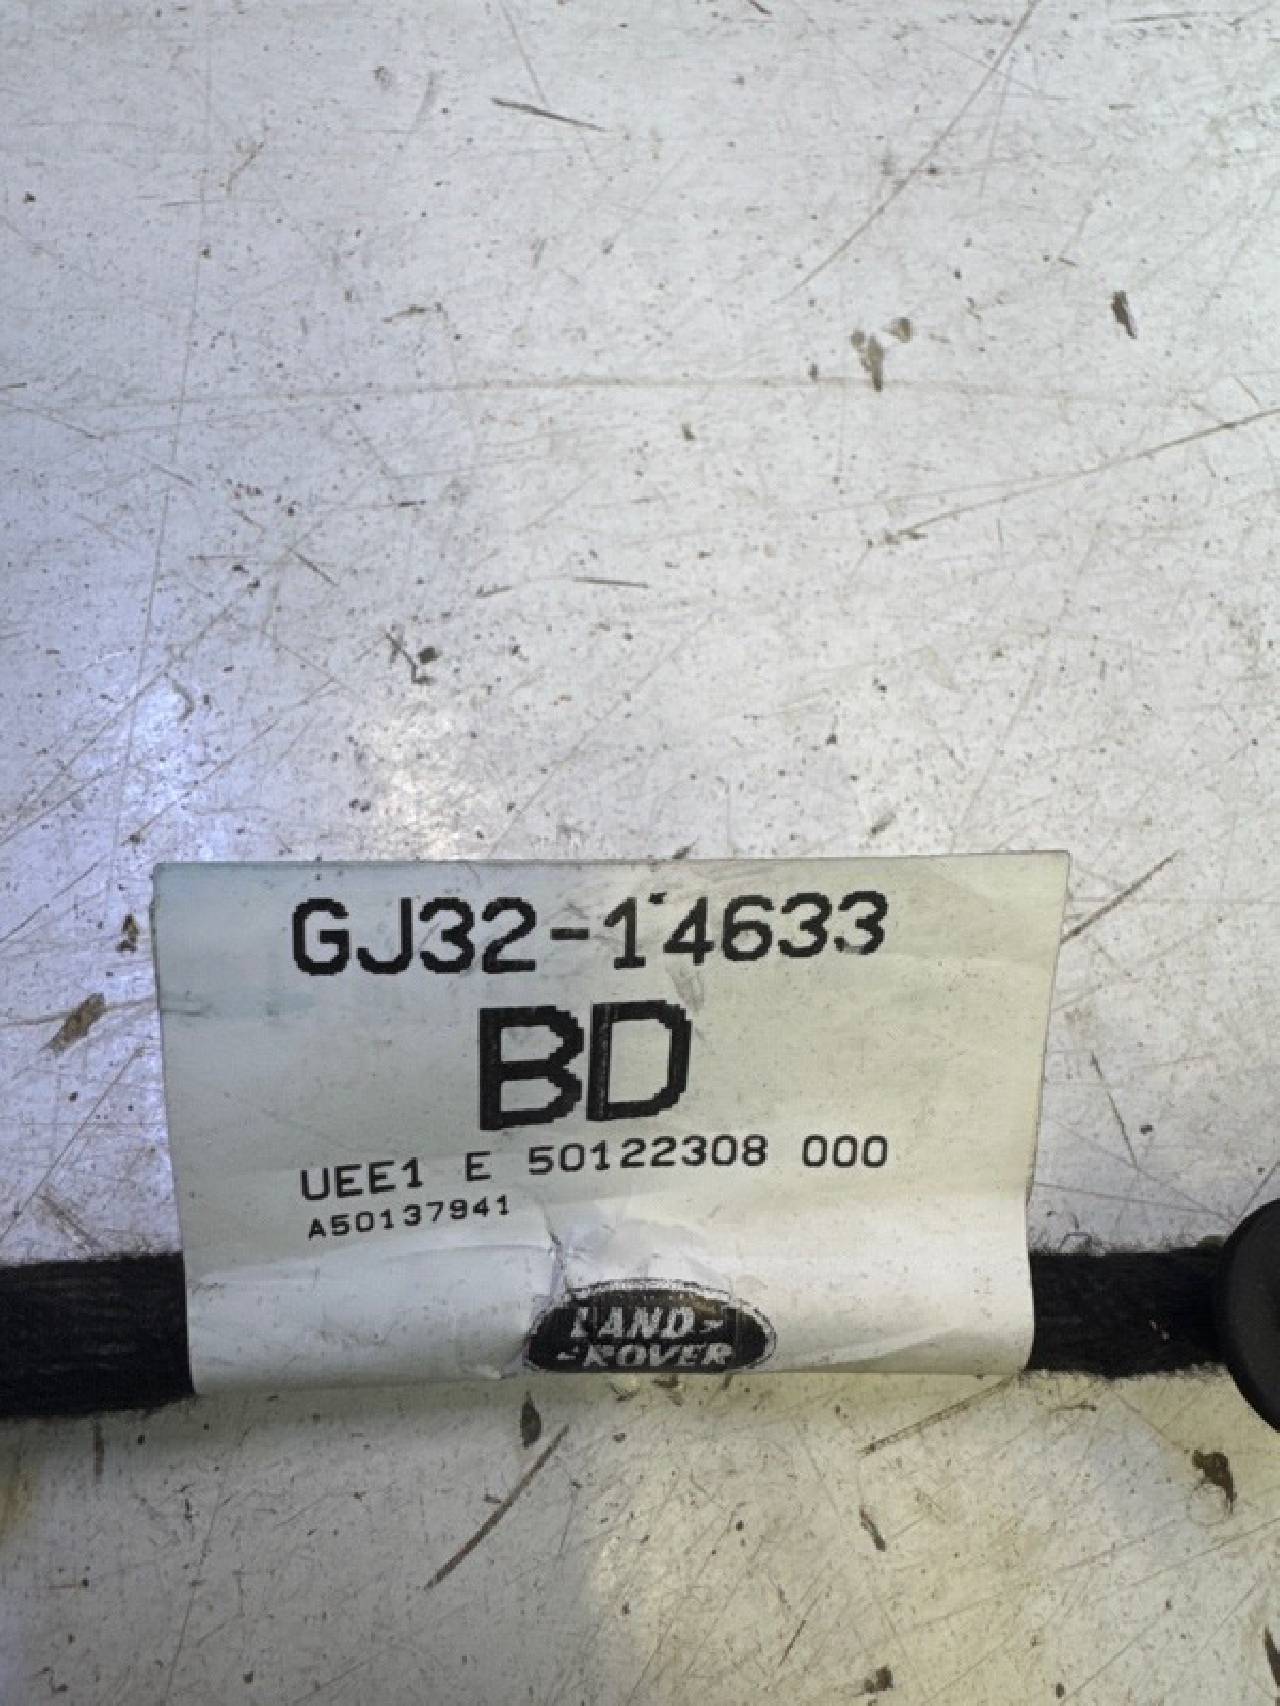 GJ32-14633
BD
UEE1 E 50122308 000
A50137941
LAND-
-ROVER